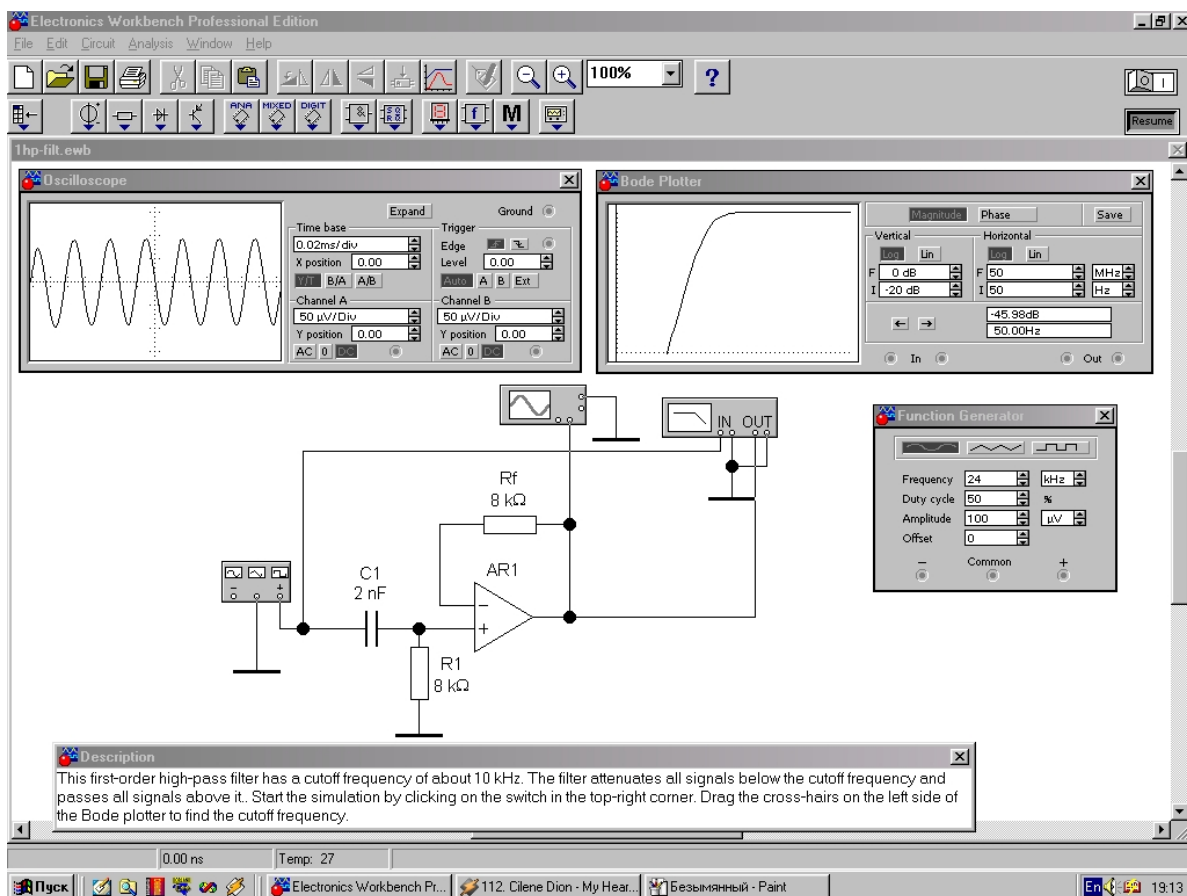 Electronics Workbench Professional Edition
File Edit Circuit Analysis Window Help
100% ?
ANA MIXED DIGIT & f M
Resume
1hp-filt.ewb
Oscilloscope
Expand Ground
Time base Trigger
0.02ms/div Edge
X position 0.00 Level 0.00
Y/T B/A A/B Auto A B Ext
Channel A Channel B
50 µV/Div 50 µV/Div
Y position 0.00 Y position 0.00
AC 0 DC AC 0 DC
Bode Plotter
Magnitude Phase Save
Vertical Horizontal
Log Lin Log Lin
F 0 dB F 50 MHz
I -20 dB I 50 Hz
-45.98dB
50.00Hz
In Out
IN OUT
Function Generator
Frequency 24 kHz
Duty cycle 50 %
Amplitude 100 µV
Offset 0
− Common +
Rf
8 kΩ
AR1
C1
2 nF
− +
−
+
R1
8 kΩ
Description
This first-order high-pass filter has a cutoff frequency of about 10 kHz. The filter attenuates all signals below the cutoff frequency and
passes all signals above it.. Start the simulation by clicking on the switch in the top-right corner. Drag the cross-hairs on the left side of
the Bode plotter to find the cutoff frequency.
0.00 ns Temp: 27
Пуск Electronics Workbench Pr... 112. Cilene Dion - My Hear... Безымянный - Paint En 19:13